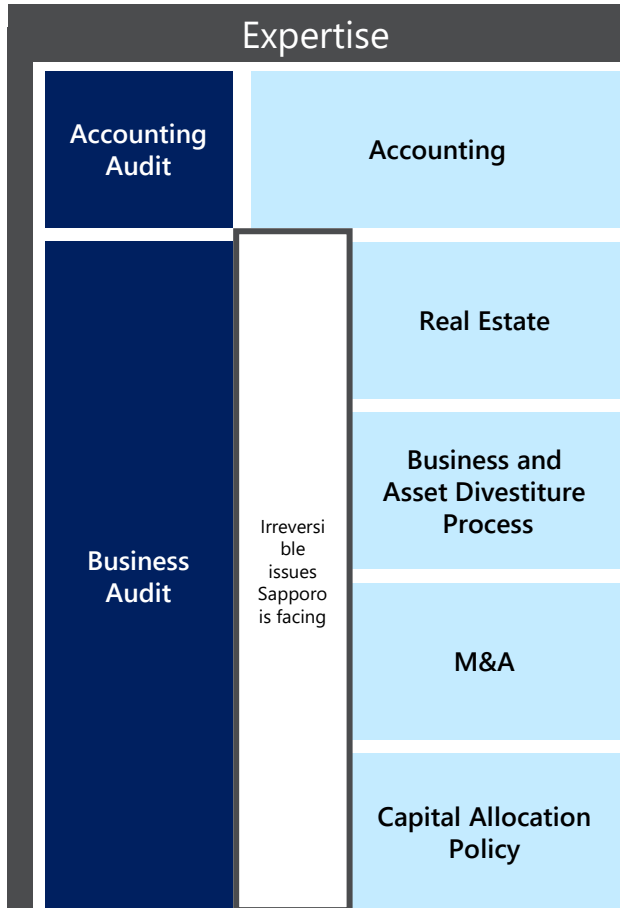 Expertise
Accounting
Audit
Accounting
Business
Audit
Irreversi
ble
issues
Sapporo
is facing
Real Estate
Business and
Asset Divestiture
Process
M&A
Capital Allocation
Policy